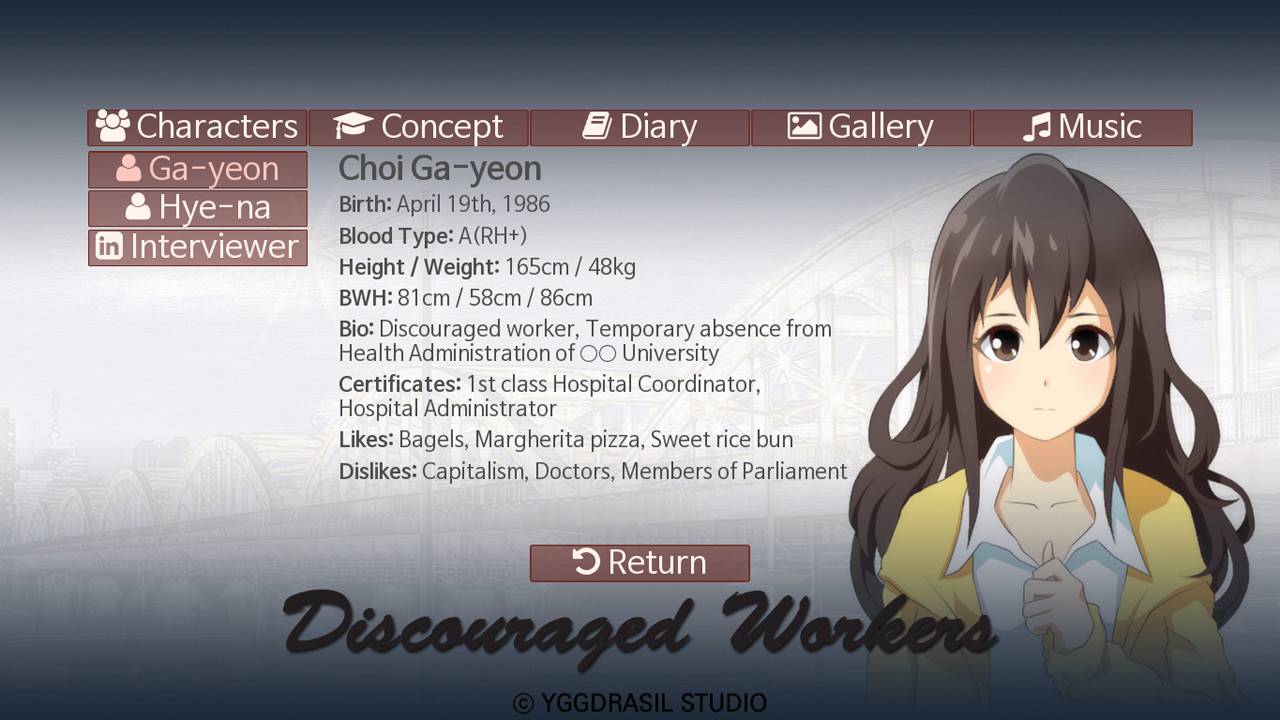 Characters Concept Diary Gallery Music
Ga-yeon
Hye-na
Interviewer
Choi Ga-yeon
Birth: April 19th, 1986
Blood Type: A(RH+)
Height / Weight: 165cm / 48kg
BWH: 81cm / 58cm / 86cm
Bio: Discouraged worker, Temporary absence from
Health Administration of ○○ University
Certificates: 1st class Hospital Coordinator,
Hospital Administrator
Likes: Bagels, Margherita pizza, Sweet rice bun
Dislikes: Capitalism, Doctors, Members of Parliament
Return
Discouraged Workers
© YGGDRASIL STUDIO